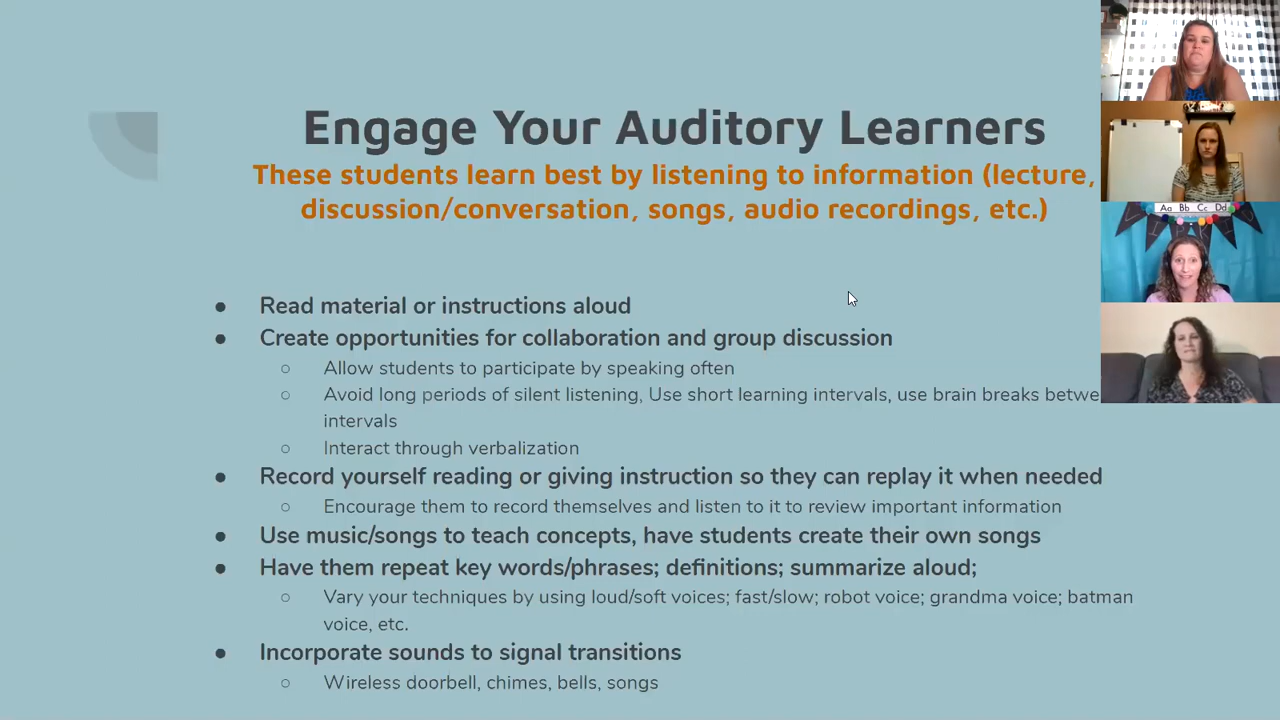 Engage Your Auditory Learners
These students learn best by listening to information (lecture,
discussion/conversation, songs, audio recordings, etc.)
Aa Bb Cc Dd
● Read material or instructions aloud
● Create opportunities for collaboration and group discussion
○ Allow students to participate by speaking often
○ Avoid long periods of silent listening, Use short learning intervals, use brain breaks betwe
intervals
○ Interact through verbalization
● Record yourself reading or giving instruction so they can replay it when needed
○ Encourage them to record themselves and listen to it to review important information
● Use music/songs to teach concepts, have students create their own songs
● Have them repeat key words/phrases; definitions; summarize aloud;
○ Vary your techniques by using loud/soft voices; fast/slow; robot voice; grandma voice; batman
voice, etc.
● Incorporate sounds to signal transitions
○ Wireless doorbell, chimes, bells, songs